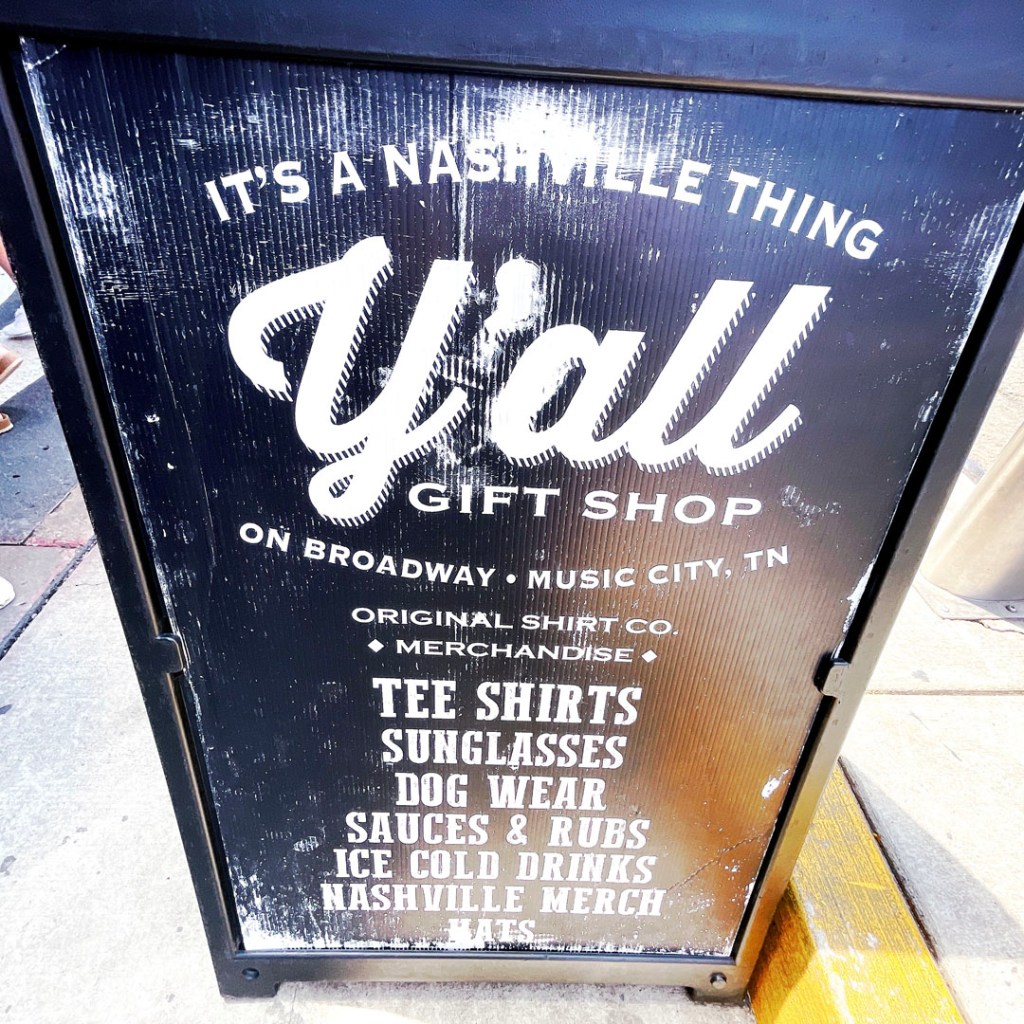 IT'S A NASHVILLE THING
Y'all
GIFT SHOP
ON BROADWAY • MUSIC CITY, TN
ORIGINAL SHIRT CO.
◆ MERCHANDISE ◆
TEE SHIRTS
SUNGLASSES
DOG WEAR
SAUCES & RUBS
ICE COLD DRINKS
NASHVILLE MERCH
HATS